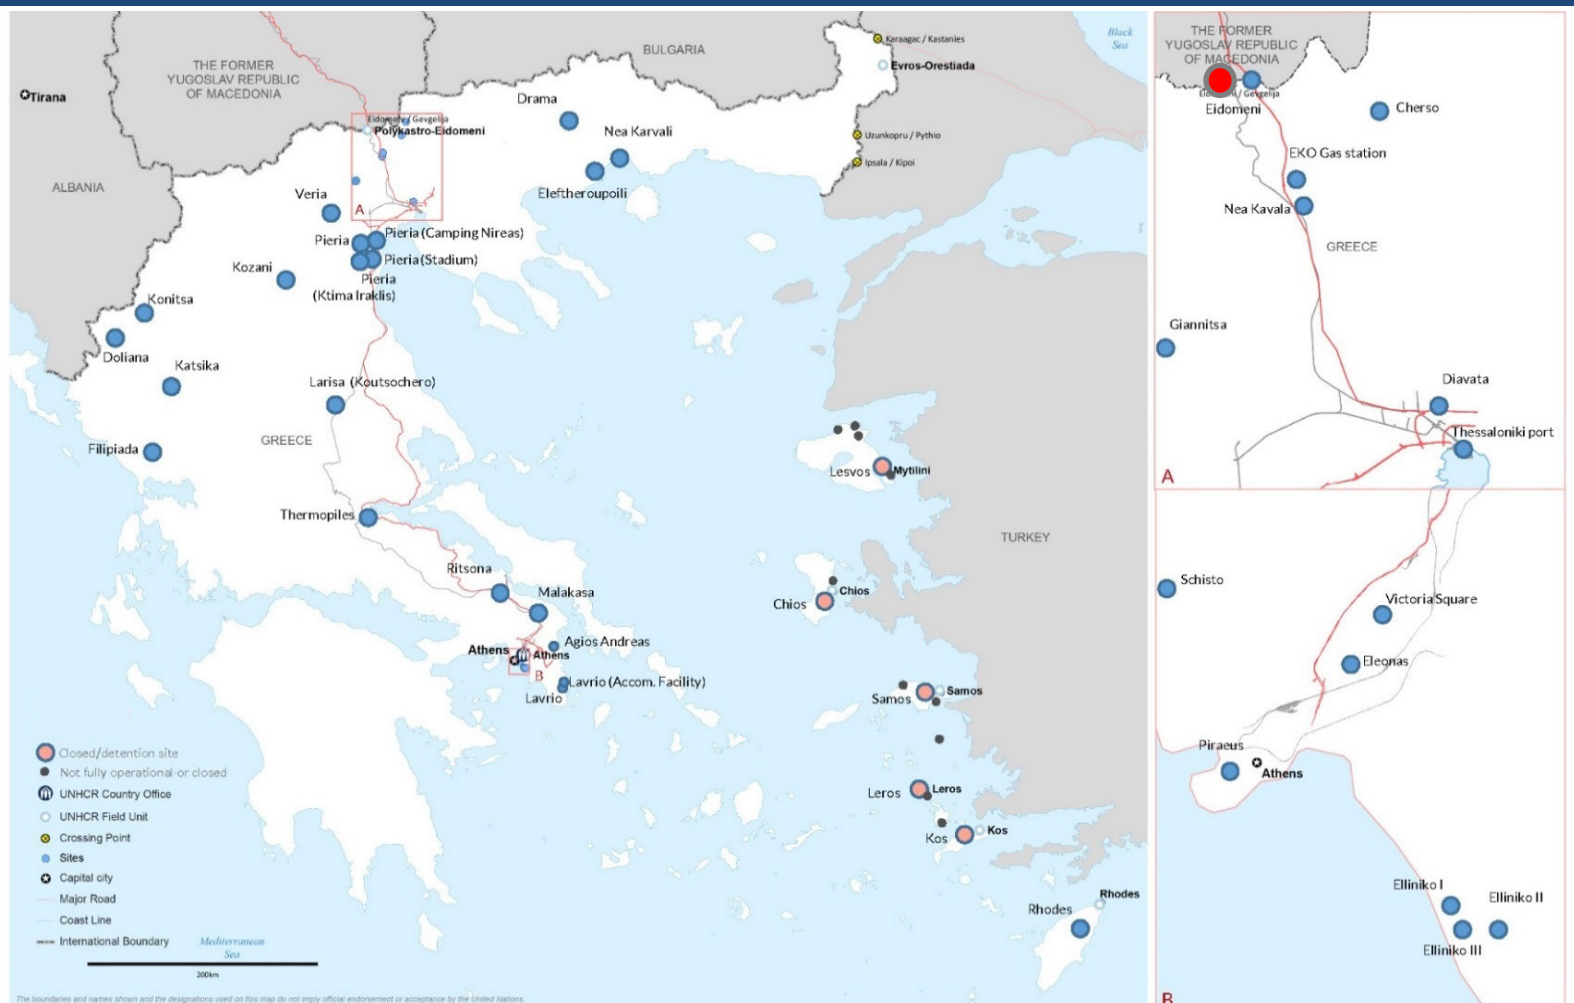 THE FORMER
YUGOSLAV REPUBLIC
OF MACEDONIA
BULGARIA
Black
Sea
Karaagac / Kastanies
Evros-Orestiada
Tirana
Drama
Eidomeni / Gevgelija
Polykastro-Eidomeni
Nea Karvali
Uzunkopru / Pythio
Ipsala / Kipoi
ALBANIA
Veria
A
Eleftheroupoili
Pieria
Pieria (Camping Nireas)
Pieria (Stadium)
Kozani
Pieria
(Ktima Iraklis)
Konitsa
Doliana
Katsika
Larisa (Koutsochero)
GREECE
Filipiada
Lesvos
Mytilini
Thermopiles
TURKEY
Ritsona
Malakasa
Chios
Chios
Agios Andreas
Athens
Athens
B
Lavrio (Accom. Facility)
Lavrio
Samos
Samos
Leros
Leros
Kos
Kos
Rhodes
Rhodes
Closed/detention site
Not fully operational or closed
UNHCR Country Office
UNHCR Field Unit
Crossing Point
Sites
Capital city
Major Road
Coast Line
International Boundary
Mediterranean
Sea
200km
The boundaries and names shown and the designations used on this map do not imply official endorsement or acceptance by the United Nations.
THE FORMER
YUGOSLAV REPUBLIC
OF MACEDONIA
Eidomeni
Cherso
EKO Gas station
Nea Kavala
GREECE
Giannitsa
Diavata
Thessaloniki port
A
Schisto
Victoria Square
Eleonas
Piraeus
Athens
Elliniko I
Elliniko II
Elliniko III
B